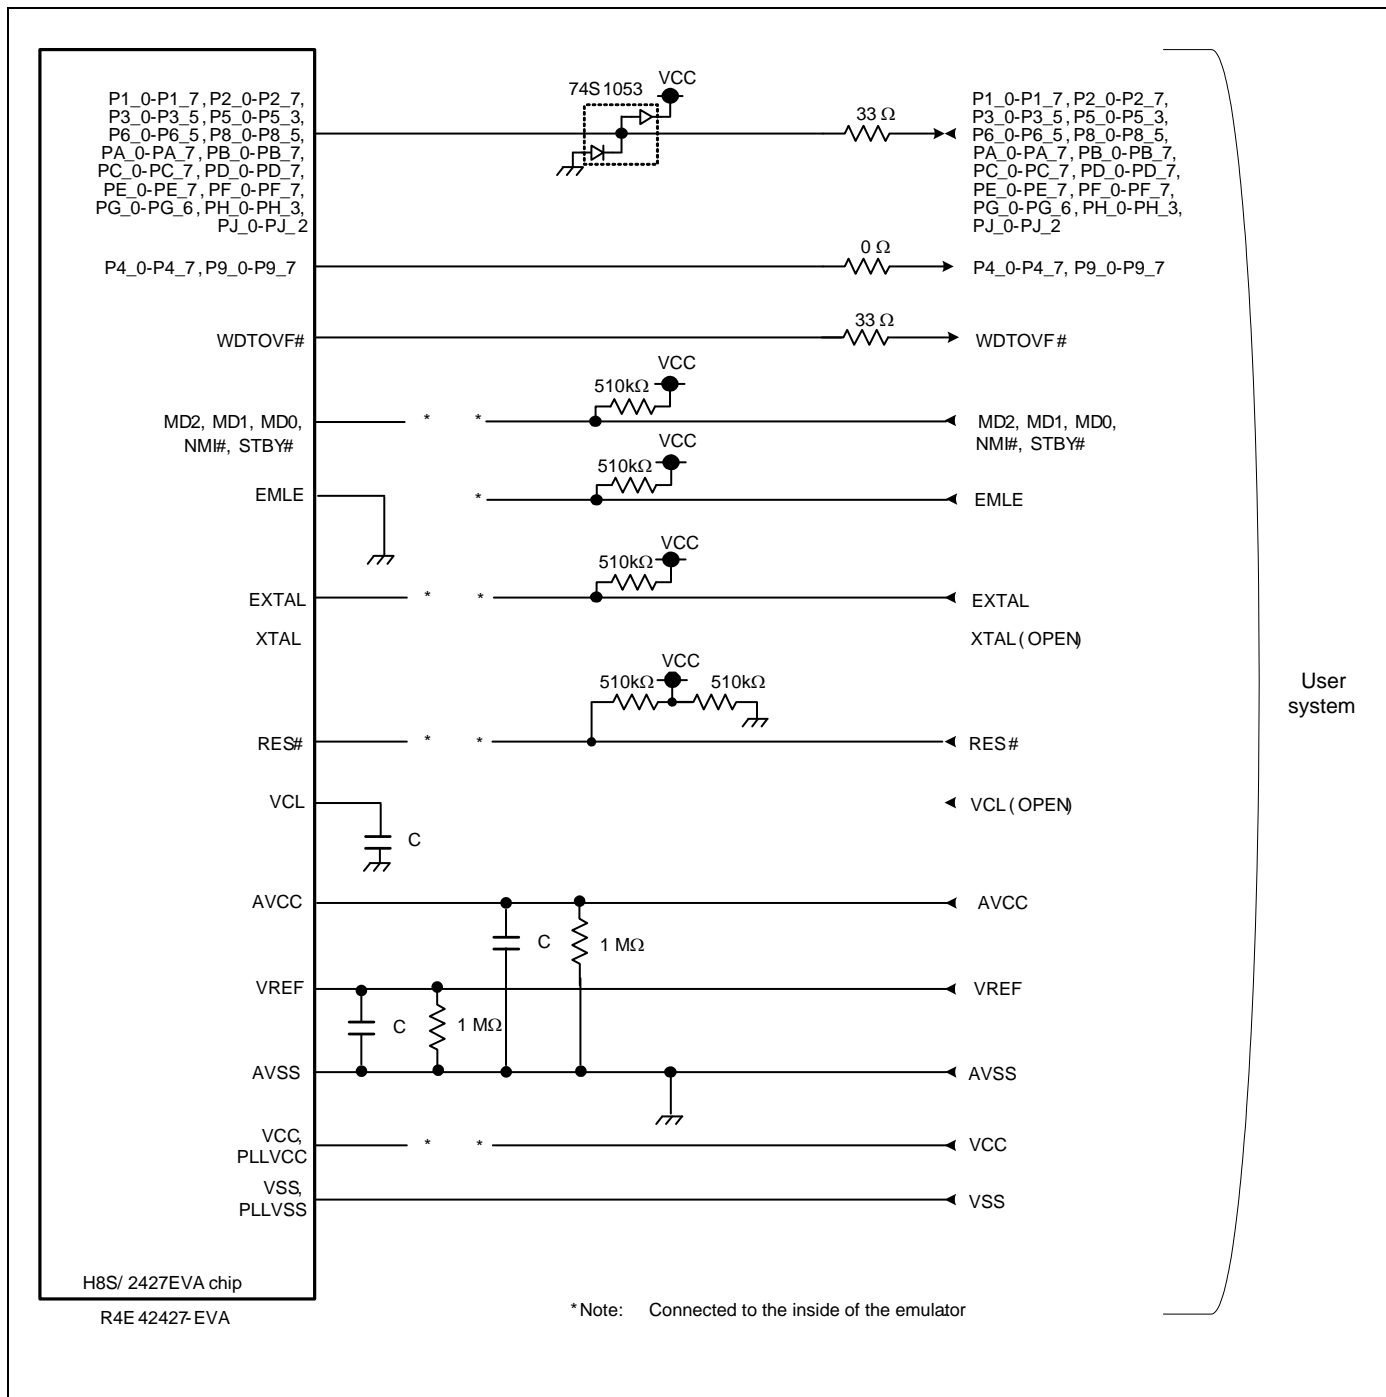 P1_0-P1_7, P2_0-P2_7,
P3_0-P3_5, P5_0-P5_3,
P6_0-P6_5, P8_0-P8_5,
PA_0-PA_7, PB_0-PB_7,
PC_0-PC_7, PD_0-PD_7,
PE_0-PE_7, PF_0-PF_7,
PG_0-PG_6, PH_0-PH_3,
PJ_0-PJ_2
74S1053
VCC
33 Ω
P1_0-P1_7, P2_0-P2_7,
P3_0-P3_5, P5_0-P5_3,
P6_0-P6_5, P8_0-P8_5,
PA_0-PA_7, PB_0-PB_7,
PC_0-PC_7, PD_0-PD_7,
PE_0-PE_7, PF_0-PF_7,
PG_0-PG_6, PH_0-PH_3,
PJ_0-PJ_2
P4_0-P4_7, P9_0-P9_7
0 Ω
P4_0-P4_7, P9_0-P9_7
WDTOVF#
33 Ω
WDTOVF#
MD2, MD1, MD0,
NMI#, STBY#
* *
510kΩ
VCC
MD2, MD1, MD0,
NMI#, STBY#
EMLE
*
510kΩ
VCC
EMLE
EXTAL
* *
510kΩ
VCC
EXTAL
XTAL
XTAL(OPEN)
RES#
* *
510kΩ
VCC
510kΩ
RES#
VCL
C
VCL(OPEN)
AVCC
C
1 MΩ
AVCC
VREF
C
1 MΩ
VREF
AVSS
AVSS
VCC,
PLLVCC
* *
VCC
VSS,
PLLVSS
VSS
User
system
H8S/2427EVA chip
R4E42427-EVA
*Note: Connected to the inside of the emulator